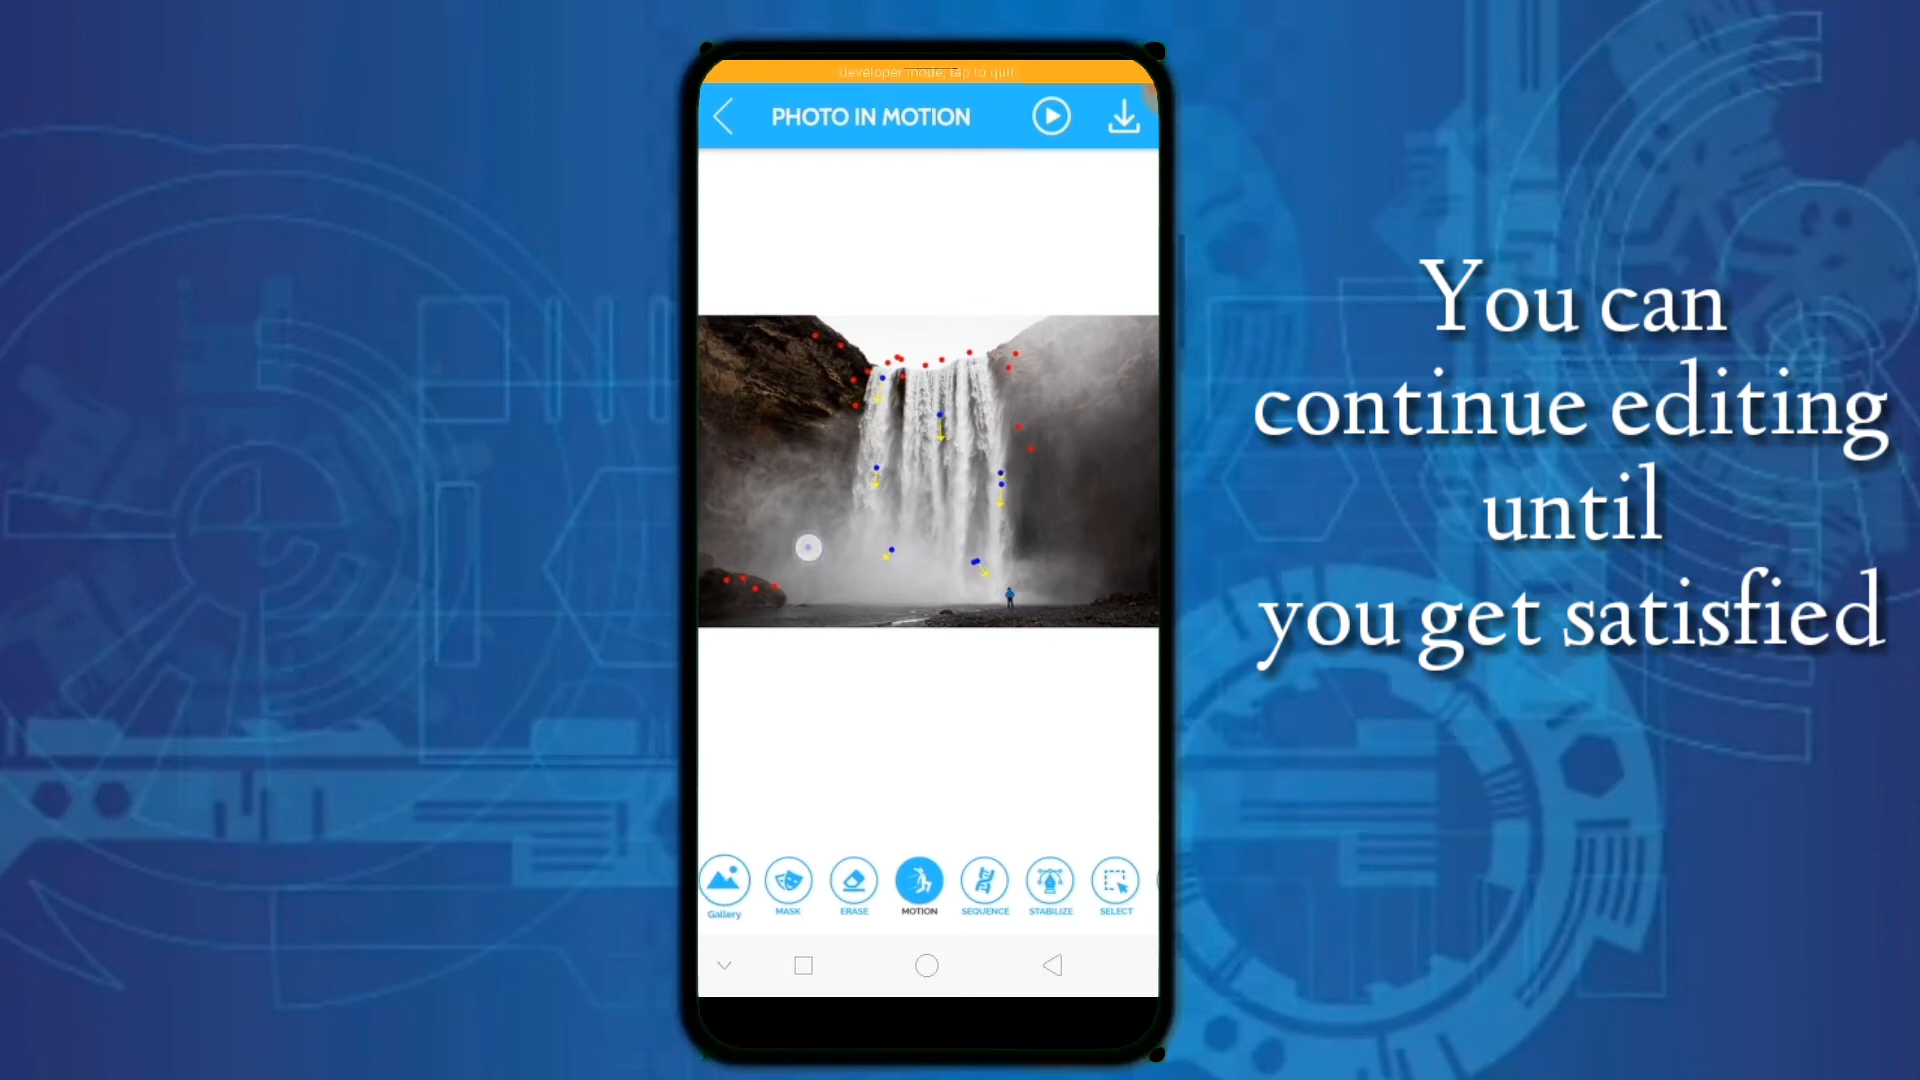 developer mode, tap to quit
PHOTO IN MOTION
You can
continue editing
until
you get satisfied
Gallery
MASK
ERASE
MOTION
SEQUENCE
STABILIZE
SELECT